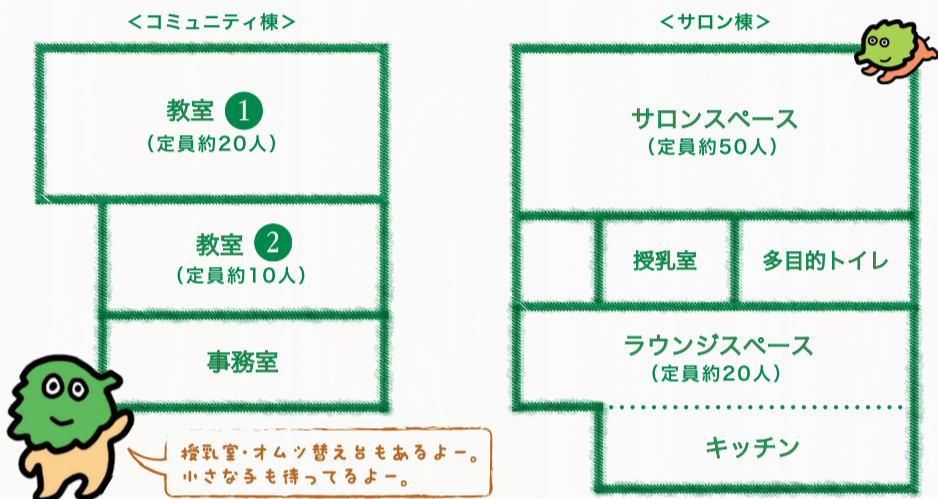 <コミュニティ棟>
教室 1
(定員約20人)
教室 2
(定員約10人)
事務室
授乳室・オムツ替え台もあるよー。
小さな手も待ってるよー。
<サロン棟>
サロンスペース
(定員約50人)
授乳室
多目的トイレ
ラウンジスペース
(定員約20人)
キッチン